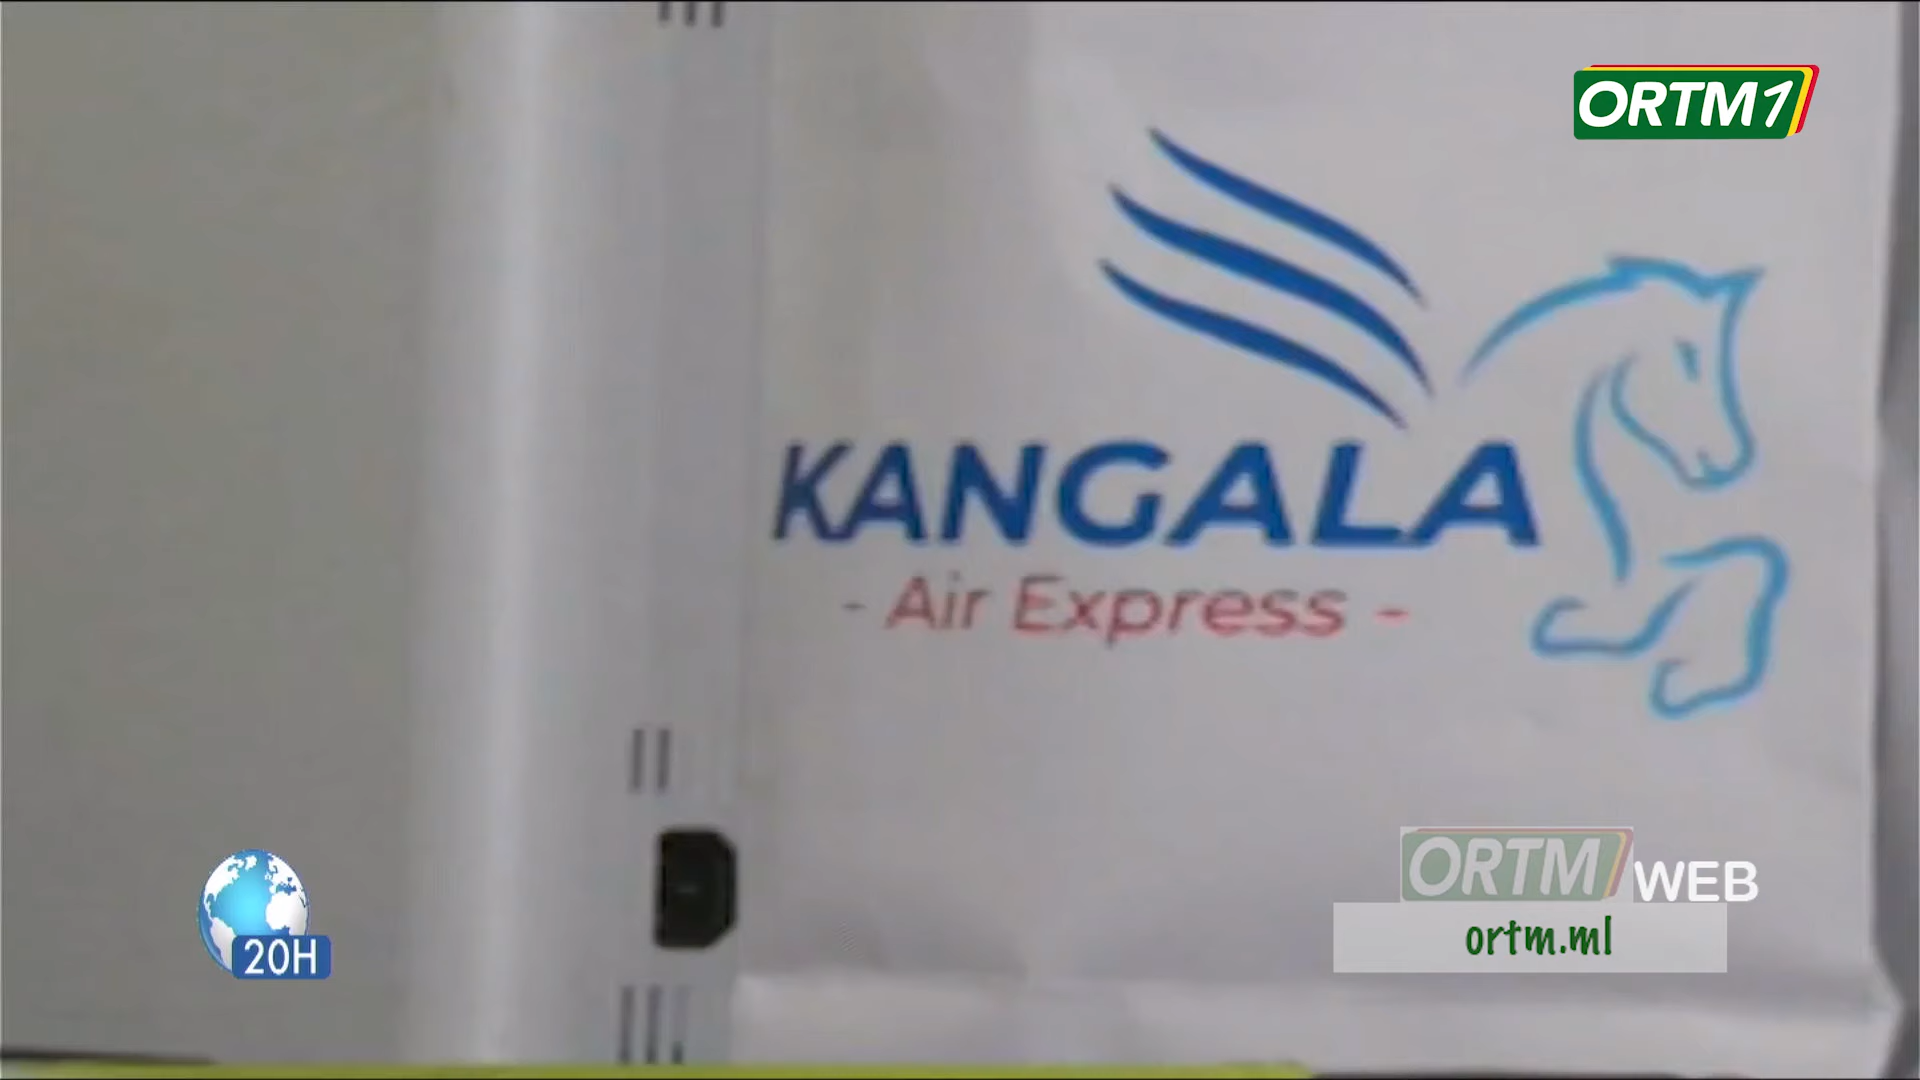 ORTM1
KANGALA
- Air Express -
ORTM WEB
ortm.ml
20H